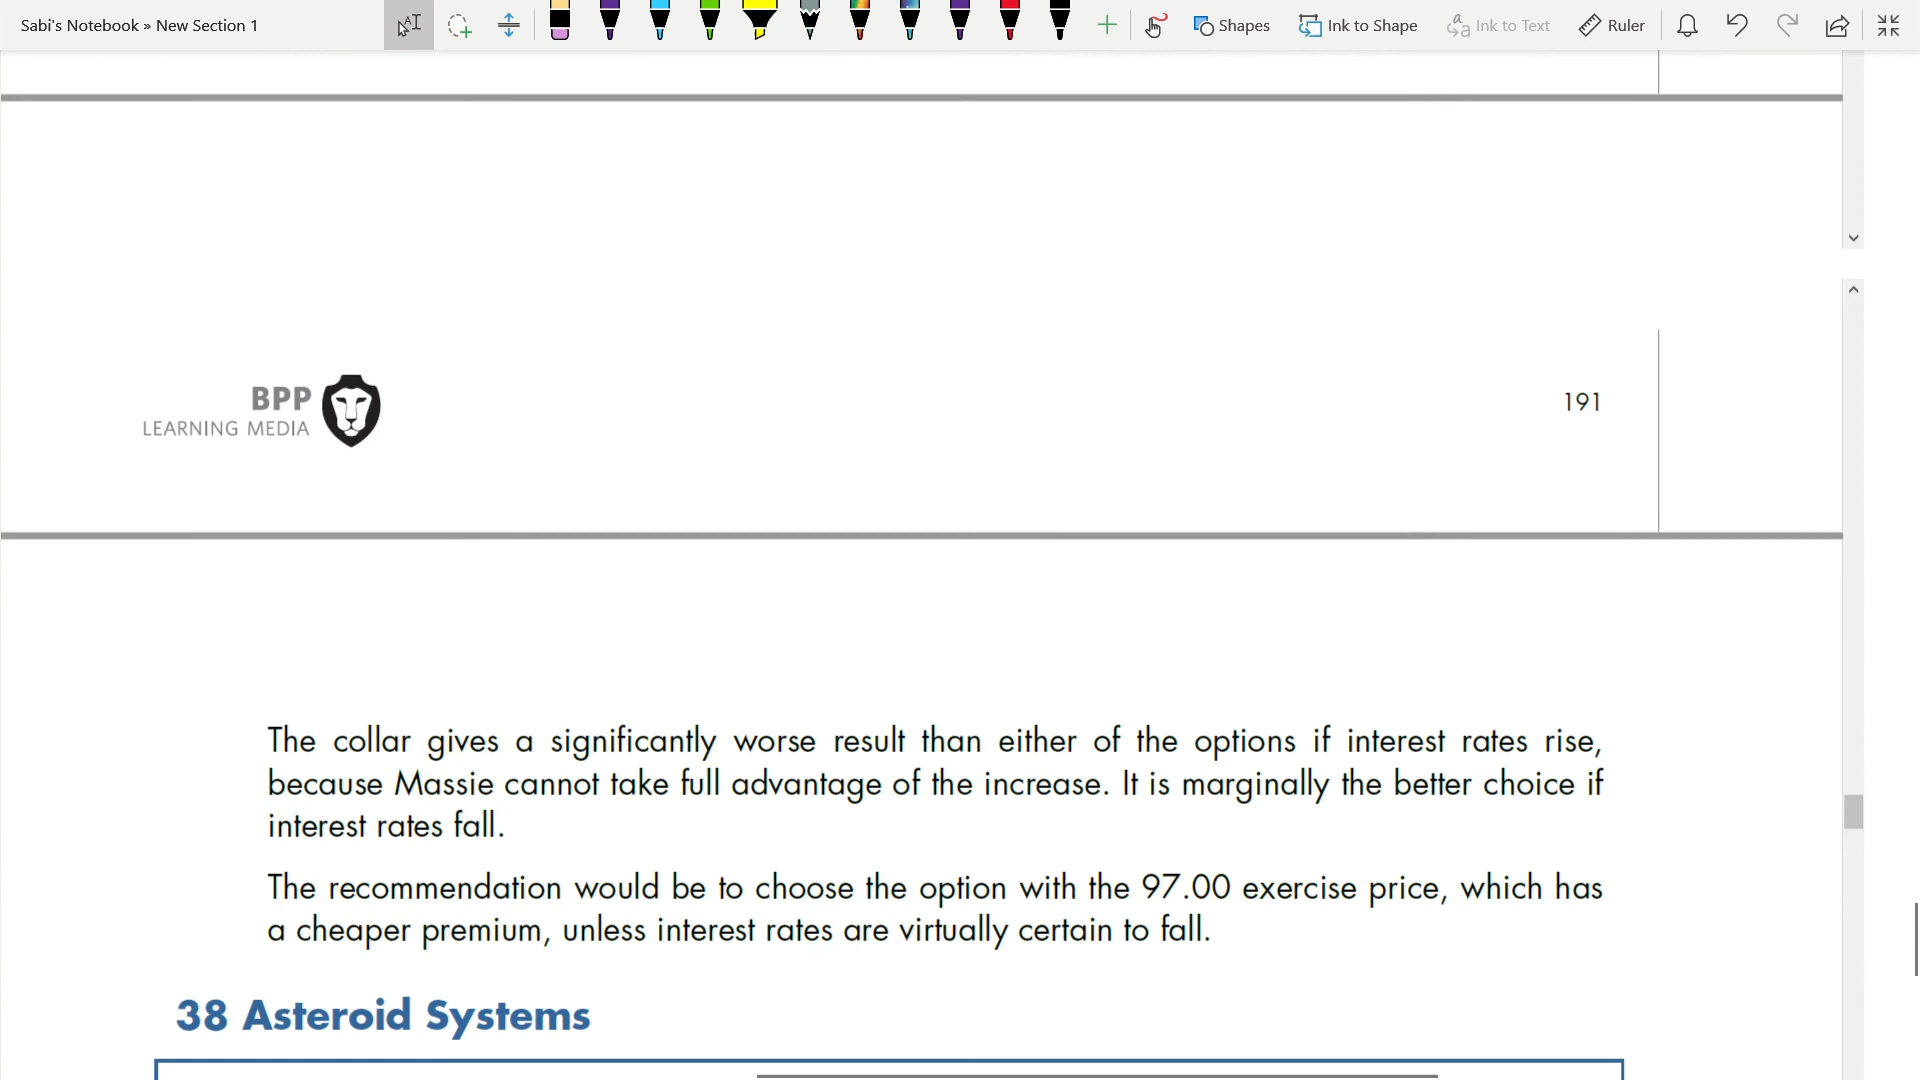 Sabi's Notebook » New Section 1
Shapes
Ink to Shape
Ink to Text
Ruler
BPP
LEARNING MEDIA
191
The collar gives a significantly worse result than either of the options if interest rates rise,
because Massie cannot take full advantage of the increase. It is marginally the better choice if
interest rates fall.
The recommendation would be to choose the option with the 97.00 exercise price, which has
a cheaper premium, unless interest rates are virtually certain to fall.
38 Asteroid Systems